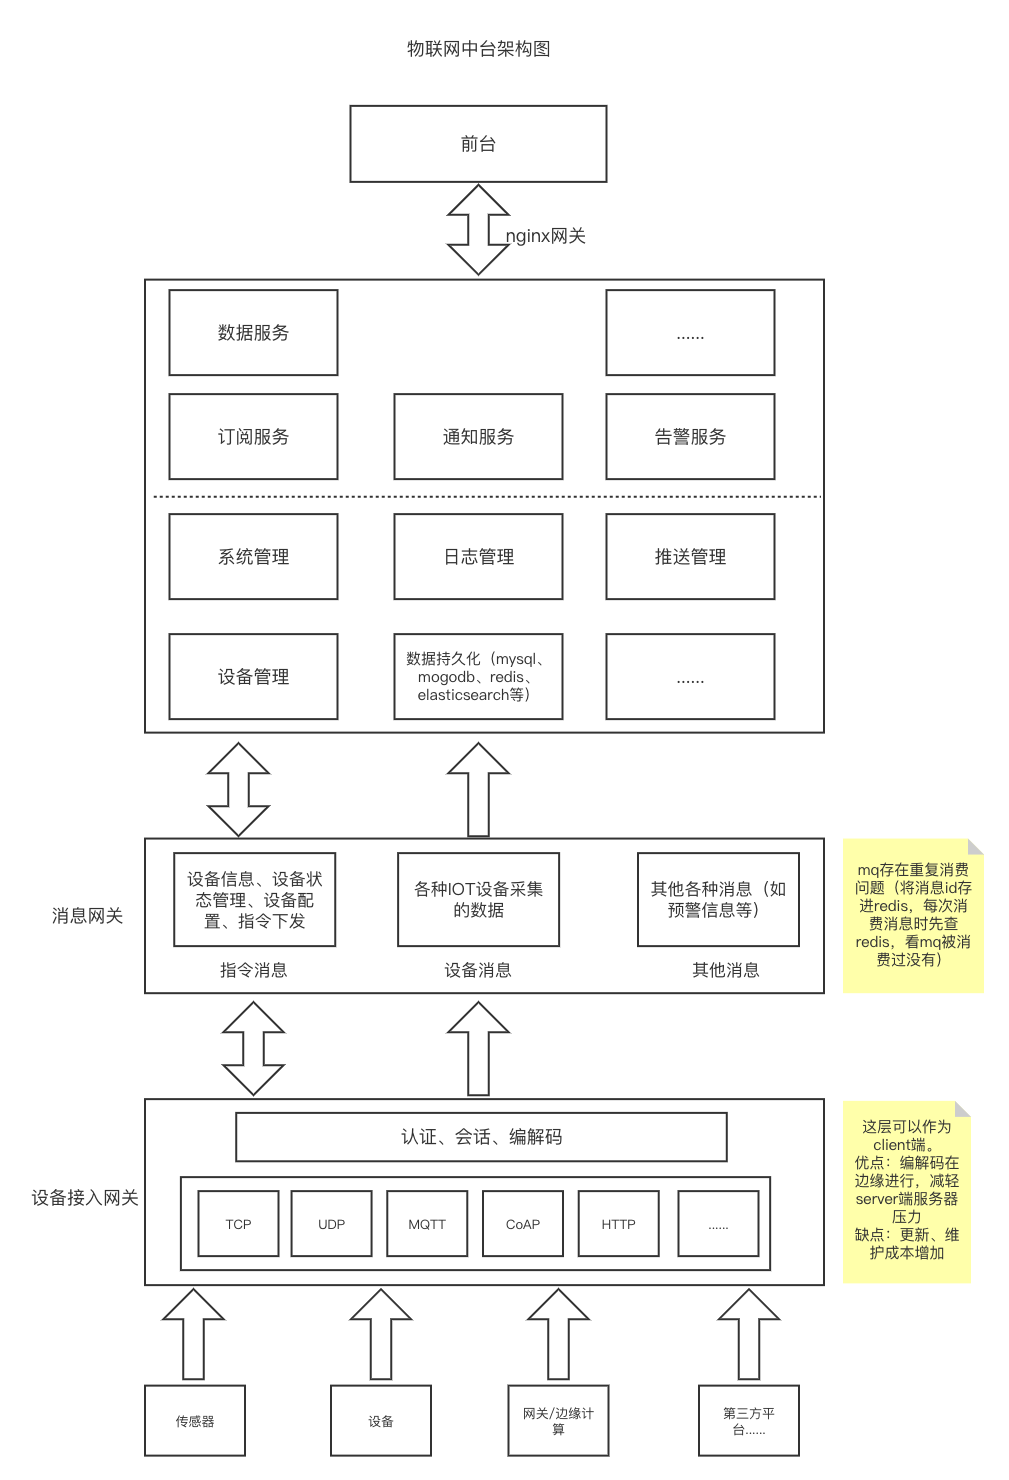 物联网中台架构图
前台
nginx网关
数据服务
......
订阅服务
通知服务
告警服务
系统管理
日志管理
推送管理
设备管理
数据持久化（mysql、
mogodb、redis、
elasticsearch等）
......
消息网关
设备信息、设备状
态管理、设备配
置、指令下发
指令消息
各种IOT设备采集
的数据
设备消息
其他各种消息（如
预警信息等）
其他消息
mq存在重复消费
问题（将消息id存
进redis，每次消
费消息时先查
redis，看mq被消
费过没有）
设备接入网关
认证、会话、编解码
TCP
UDP
MQTT
CoAP
HTTP
......
这层可以作为
client端。
优点：编解码在
边缘进行，减轻
server端服务器
压力
缺点：更新、维
护成本增加
传感器
设备
网关/边缘计
算
第三方平
台......